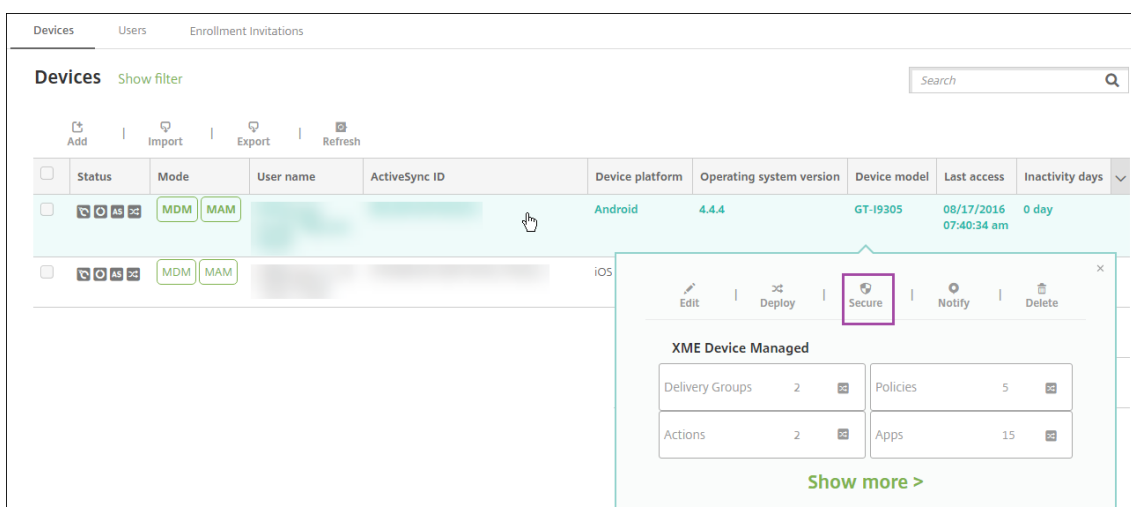 Devices Users Enrollment Invitations
Devices Show filter
Search
Add | Import | Export | Refresh
Status Mode User name ActiveSync ID Device platform Operating system version Device model Last access Inactivity days
AS MDM MAM Android 4.4.4 GT-I9305 08/17/2016 0 day
07:40:34 am
AS MDM MAM iOS
×
Edit | Deploy | Secure | Notify | Delete
XME Device Managed
Delivery Groups 2 Policies 5
Actions 2 Apps 15
Show more >